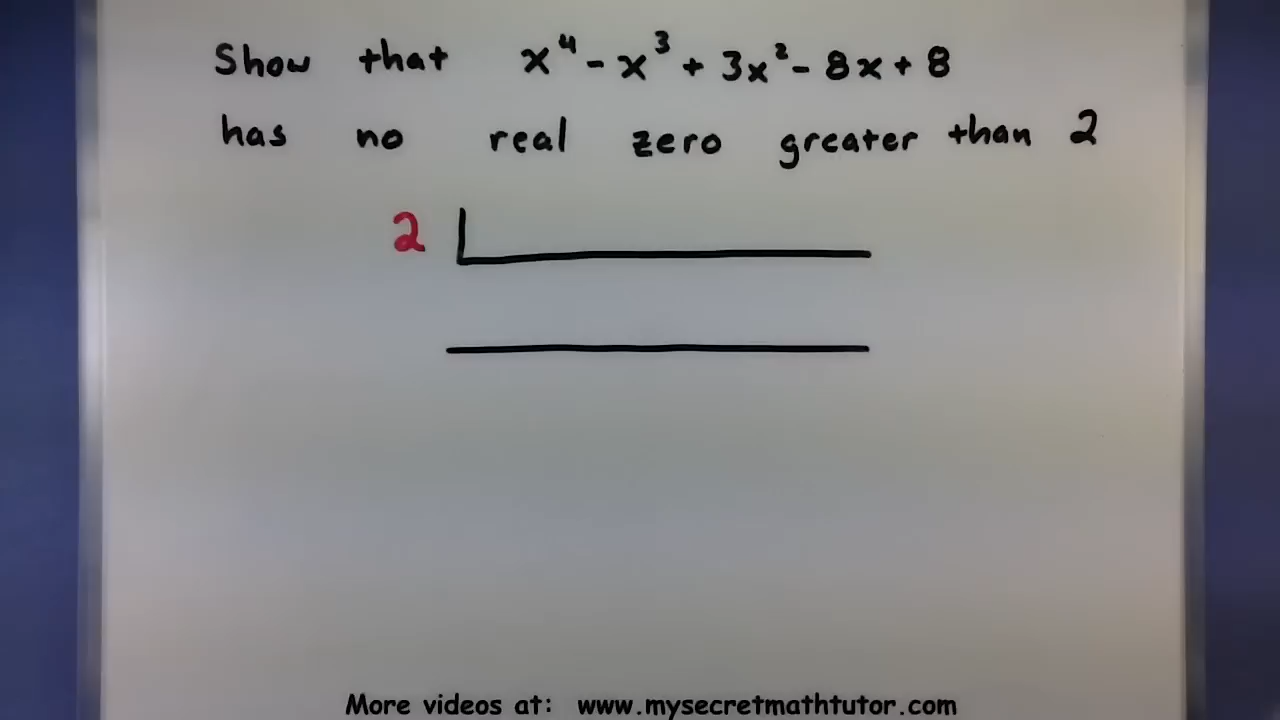 Show that x⁴ - x³ + 3x² - 8x + 8
has no real zero greater than 2
2
More videos at: www.mysecretmathtutor.com